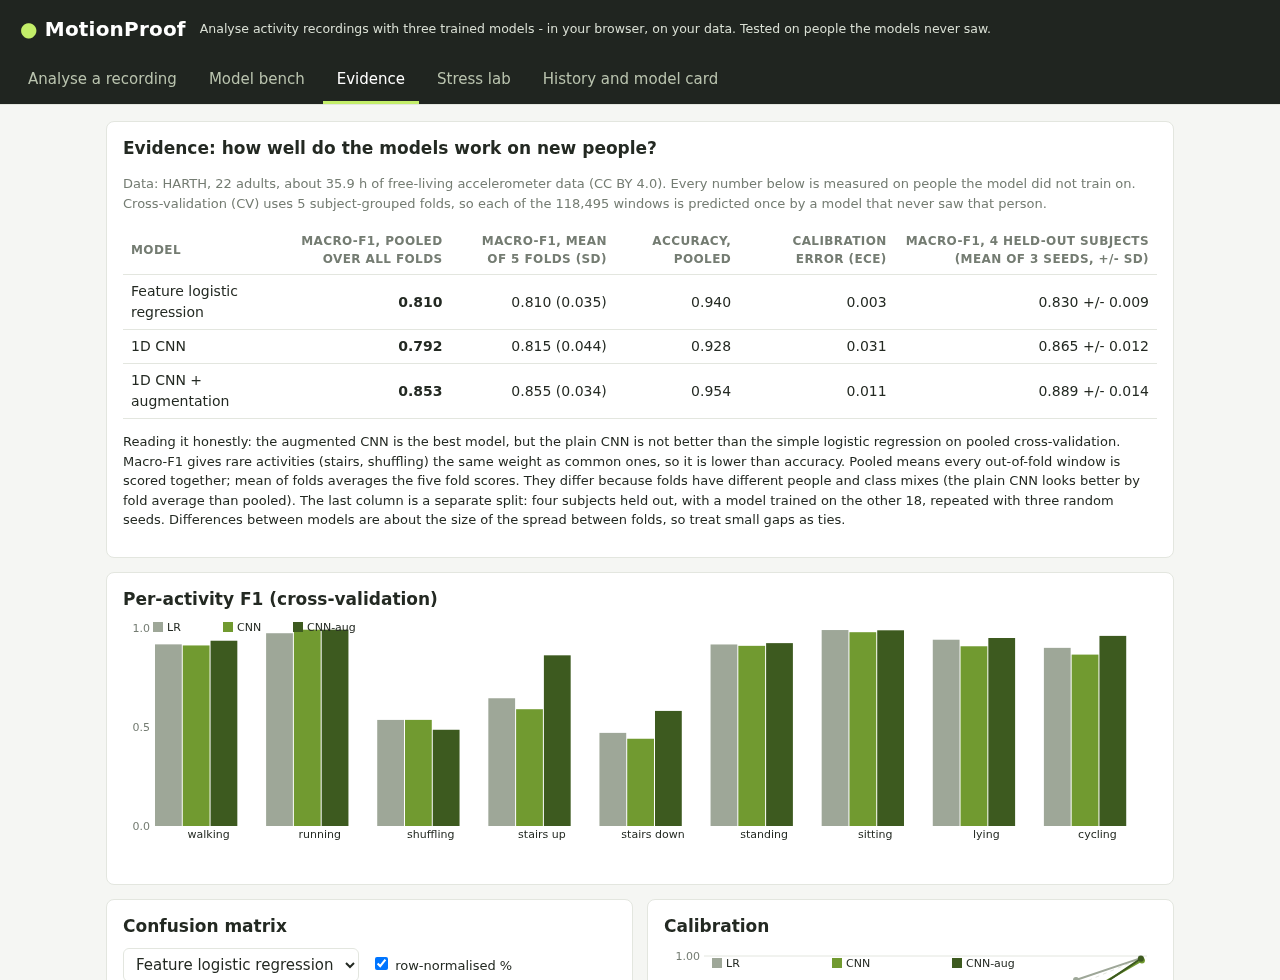 MotionProof Analyse activity recordings with three trained models - in your browser, on your data. Tested on people the models never saw.
Analyse a recording Model bench Evidence Stress lab History and model card
Evidence: how well do the models work on new people?
Data: HARTH, 22 adults, about 35.9 h of free-living accelerometer data (CC BY 4.0). Every number below is measured on people the model did not train on.
Cross-validation (CV) uses 5 subject-grouped folds, so each of the 118,495 windows is predicted once by a model that never saw that person.
MODEL
MACRO-F1, POOLED
OVER ALL FOLDS
MACRO-F1, MEAN
OF 5 FOLDS (SD)
ACCURACY,
POOLED
CALIBRATION
ERROR (ECE)
MACRO-F1, 4 HELD-OUT SUBJECTS
(MEAN OF 3 SEEDS, +/- SD)
Feature logistic
regression
0.810 0.810 (0.035) 0.940 0.003 0.830 +/- 0.009
1D CNN 0.792 0.815 (0.044) 0.928 0.031 0.865 +/- 0.012
1D CNN +
augmentation
0.853 0.855 (0.034) 0.954 0.011 0.889 +/- 0.014
Reading it honestly: the augmented CNN is the best model, but the plain CNN is not better than the simple logistic regression on pooled cross-validation.
Macro-F1 gives rare activities (stairs, shuffling) the same weight as common ones, so it is lower than accuracy. Pooled means every out-of-fold window is
scored together; mean of folds averages the five fold scores. They differ because folds have different people and class mixes (the plain CNN looks better by
fold average than pooled). The last column is a separate split: four subjects held out, with a model trained on the other 18, repeated with three random
seeds. Differences between models are about the size of the spread between folds, so treat small gaps as ties.
Per-activity F1 (cross-validation)
1.0 LR CNN CNN-aug
0.5
0.0
walking running shuffling stairs up stairs down standing sitting lying cycling
Confusion matrix
Feature logistic regression row-normalised %
Calibration
1.00 LR CNN CNN-aug